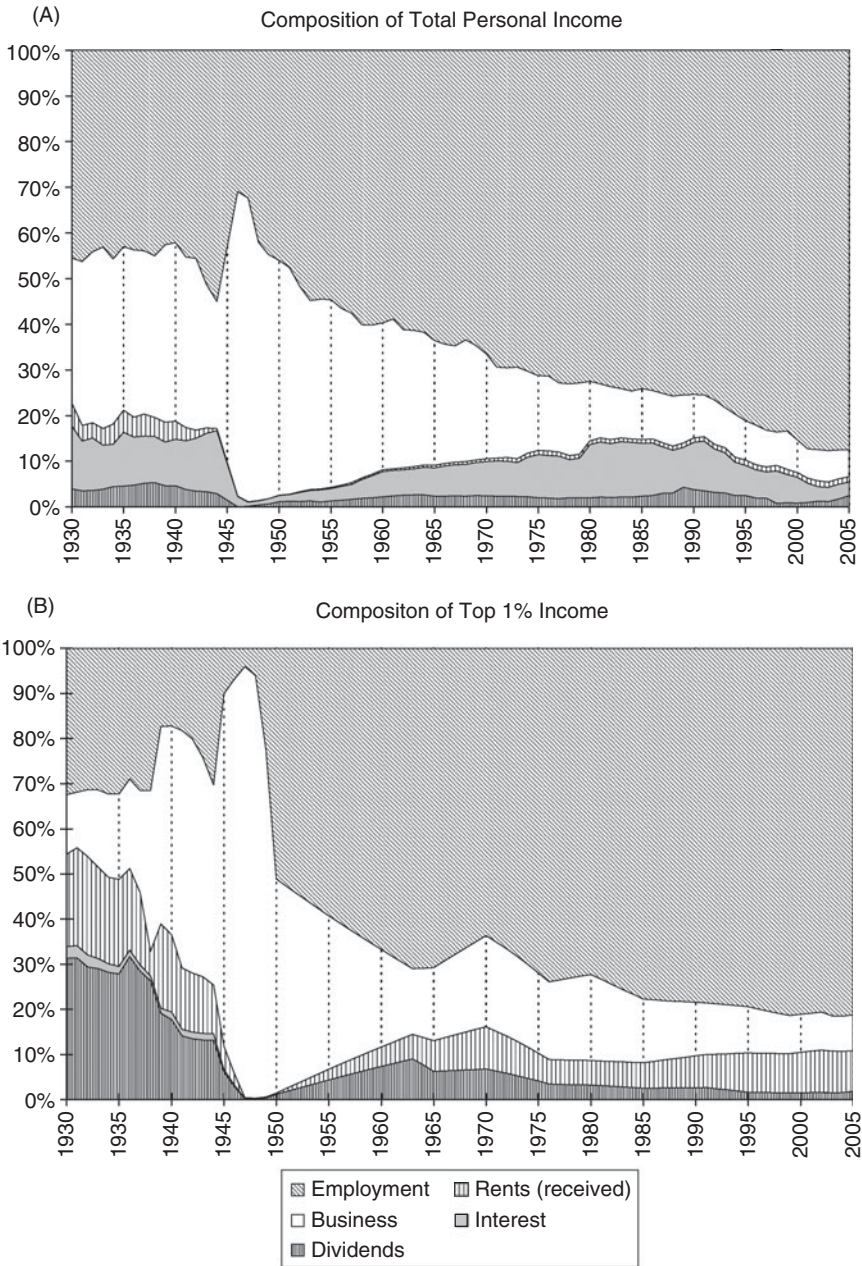 (A)
Composition of Total Personal Income
100%
90%
80%
70%
60%
50%
40%
30%
20%
10%
0%
1930 1935 1940 1945 1950 1955 1960 1965 1970 1975 1980 1985 1990 1995 2000 2005
(B)
Compositon of Top 1% Income
100%
90%
80%
70%
60%
50%
40%
30%
20%
10%
0%
1930 1935 1940 1945 1950 1955 1960 1965 1970 1975 1980 1985 1990 1995 2000 2005
Employment Rents (received)
Business Interest
Dividends